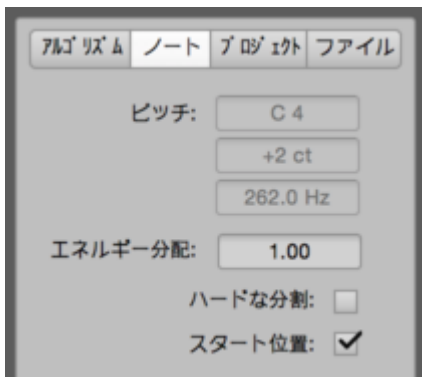 ｱﾙｺﾞﾘｽﾞﾑ ノート ﾌﾟﾛｼﾞｪｸﾄ ファイル
ピッチ: C 4
+2 ct
262.0 Hz
エネルギー分配: 1.00
ハードな分割:
スタート位置: